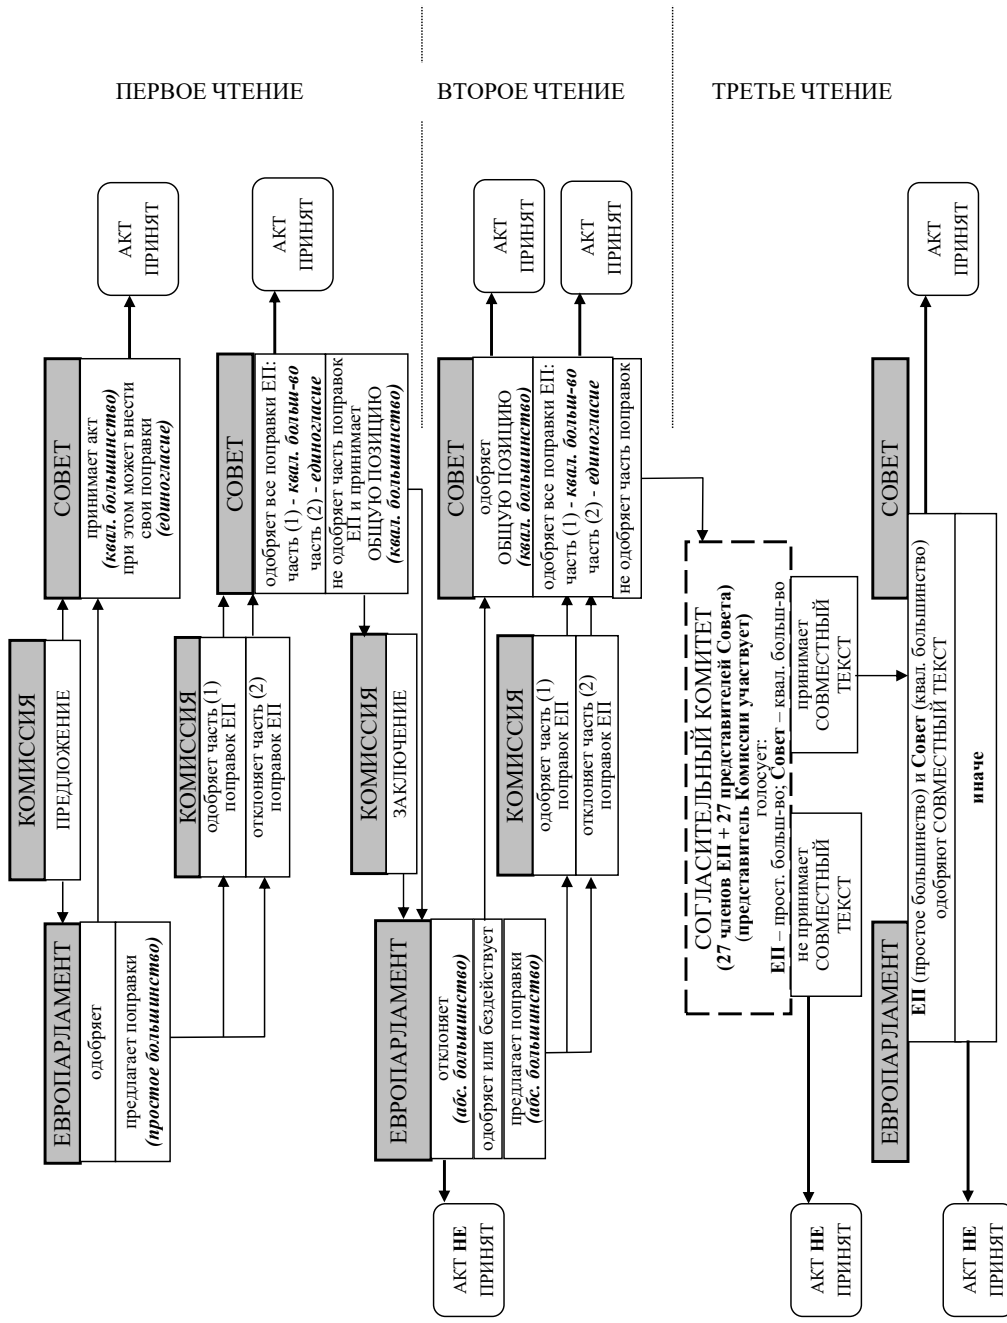 ПЕРВОЕ ЧТЕНИЕ
ЕВРОПАРЛАМЕНТ
одобряет
предлагает поправки
(простое большинство)
КОМИССИЯ
ПРЕДЛОЖЕНИЕ
СОВЕТ
принимает акт
(квал. большинство)
при этом может внести
свои поправки
(единогласие)
АКТ
ПРИНЯТ
КОМИССИЯ
одобряет часть (1)
поправок ЕП
отклоняет часть (2)
поправок ЕП
СОВЕТ
одобряет все поправки ЕП:
часть (1) - квал. больш-во
часть (2) - единогласие
не одобряет часть поправок
ЕП и принимает
ОБЩУЮ ПОЗИЦИЮ
(квал. большинство)
АКТ
ПРИНЯТ
ВТОРОЕ ЧТЕНИЕ
КОМИССИЯ
ЗАКЛЮЧЕНИЕ
ЕВРОПАРЛАМЕНТ
отклоняет
(абс. большинство)
одобряет или бездействует
предлагает поправки
(абс. большинство)
АКТ НЕ
ПРИНЯТ
КОМИССИЯ
одобряет часть (1)
поправок ЕП
отклоняет часть (2)
поправок ЕП
СОВЕТ
одобряет
ОБЩУЮ ПОЗИЦИЮ
(квал. большинство)
одобряет все поправки ЕП:
часть (1) - квал. больш-во
часть (2) - единогласие
не одобряет часть поправок
АКТ
ПРИНЯТ
АКТ
ПРИНЯТ
ТРЕТЬЕ ЧТЕНИЕ
СОГЛАСИТЕЛЬНЫЙ КОМИТЕТ
(27 членов ЕП + 27 представителей Совета)
(представитель Комиссии участвует)
голосует:
ЕП – прост. больш-во; Совет – квал. больш-во
не принимает
СОВМЕСТНЫЙ
ТЕКСТ
принимает
СОВМЕСТНЫЙ
ТЕКСТ
АКТ НЕ
ПРИНЯТ
ЕВРОПАРЛАМЕНТ
СОВЕТ
ЕП (простое большинство) и Совет (квал. большинство)
одобряют СОВМЕСТНЫЙ ТЕКСТ
иначе
АКТ
ПРИНЯТ
АКТ НЕ
ПРИНЯТ